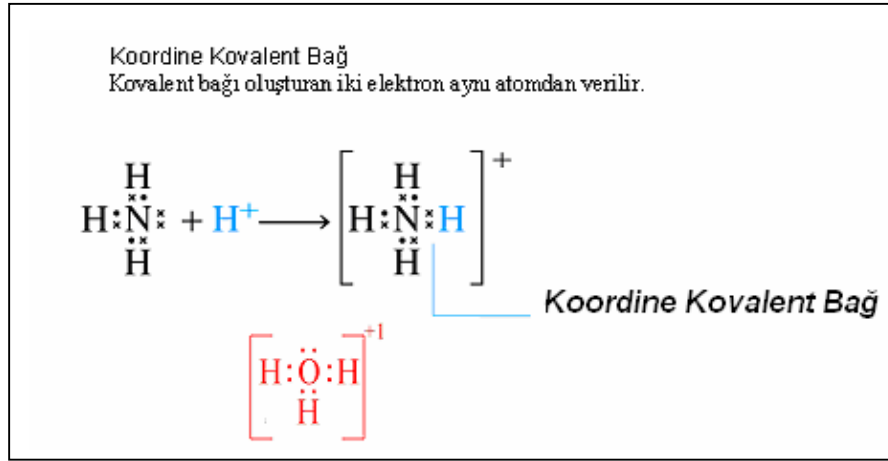 Koordine Kovalent Bağ
Kovalent bağı oluşturan iki elektron aynı atomdan verilir.
H
H:N: + H⁺ ⟶ [H:N:H]⁺
H
H
H
Koordine Kovalent Bağ
[H:Ö:H]⁺¹
H